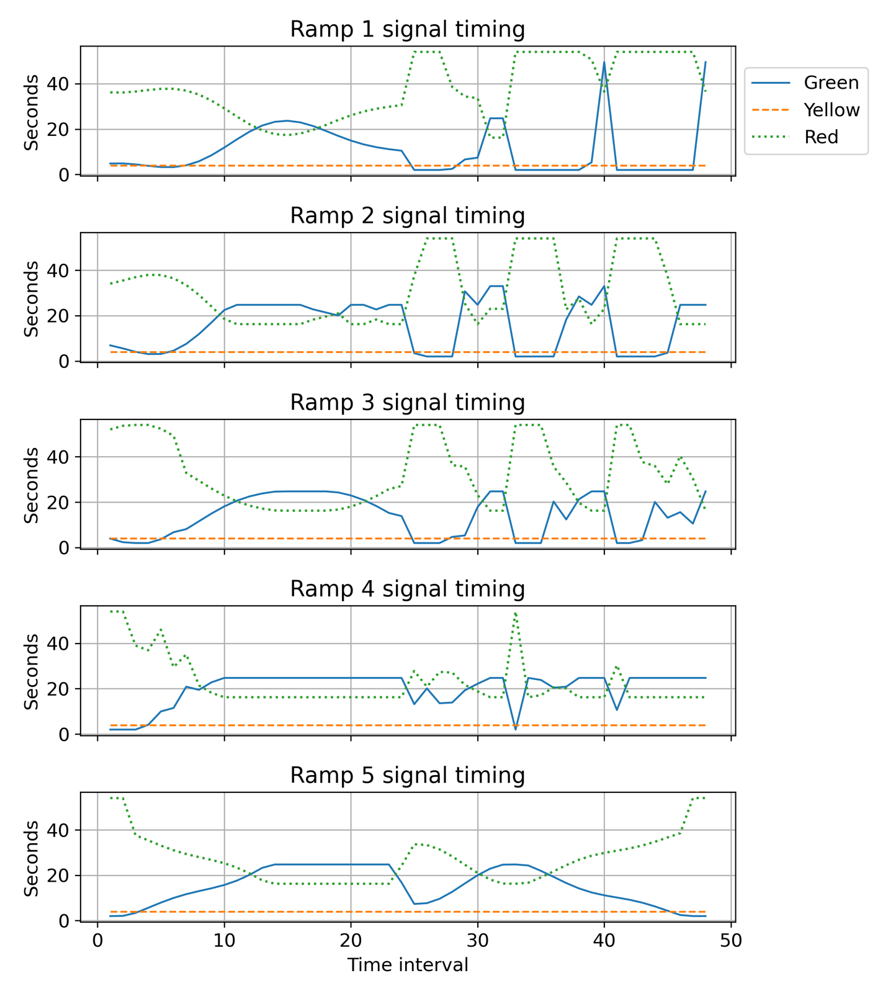 Ramp 1 signal timing
Seconds
40
20
0
Green
Yellow
Red
Ramp 2 signal timing
Seconds
40
20
0
Ramp 3 signal timing
Seconds
40
20
0
Ramp 4 signal timing
Seconds
40
20
0
Ramp 5 signal timing
Seconds
40
20
0
0 10 20 30 40 50
Time interval